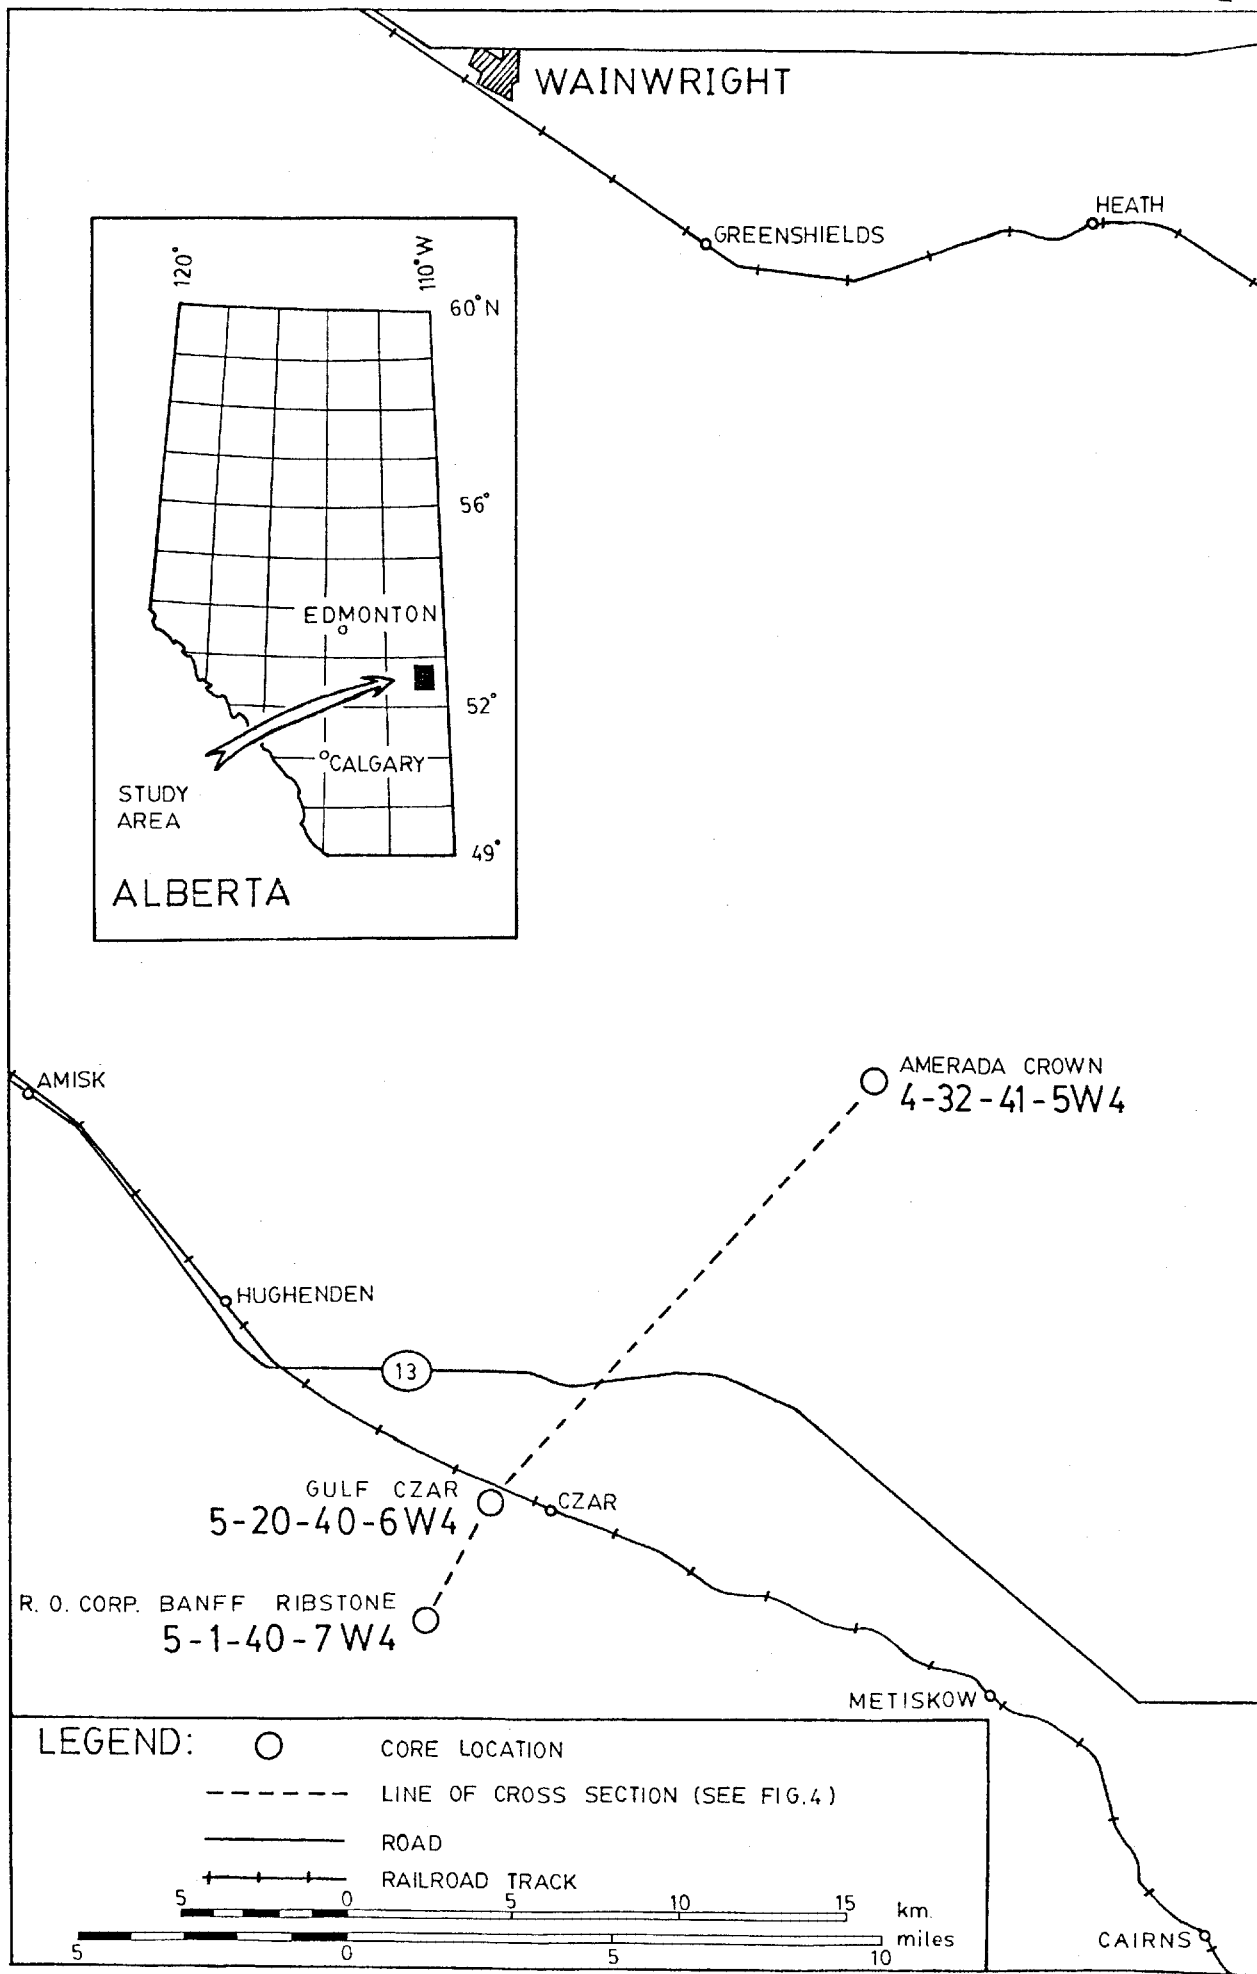 WAINWRIGHT
HEATH
GREENSHIELDS
120°
110°W
60°N
56°
EDMONTON
52°
CALGARY
STUDY
AREA
49°
ALBERTA
AMISK
AMERADA CROWN
4-32-41-5W4
HUGHENDEN
13
GULF CZAR
5-20-40-6W4
CZAR
R. O. CORP. BANFF RIBSTONE
5-1-40-7W4
METISKOW
LEGEND:
CORE LOCATION
LINE OF CROSS SECTION (SEE FIG.4)
ROAD
RAILROAD TRACK
5 0 5 10 15 km.
5 0 5 10 miles
CAIRNS